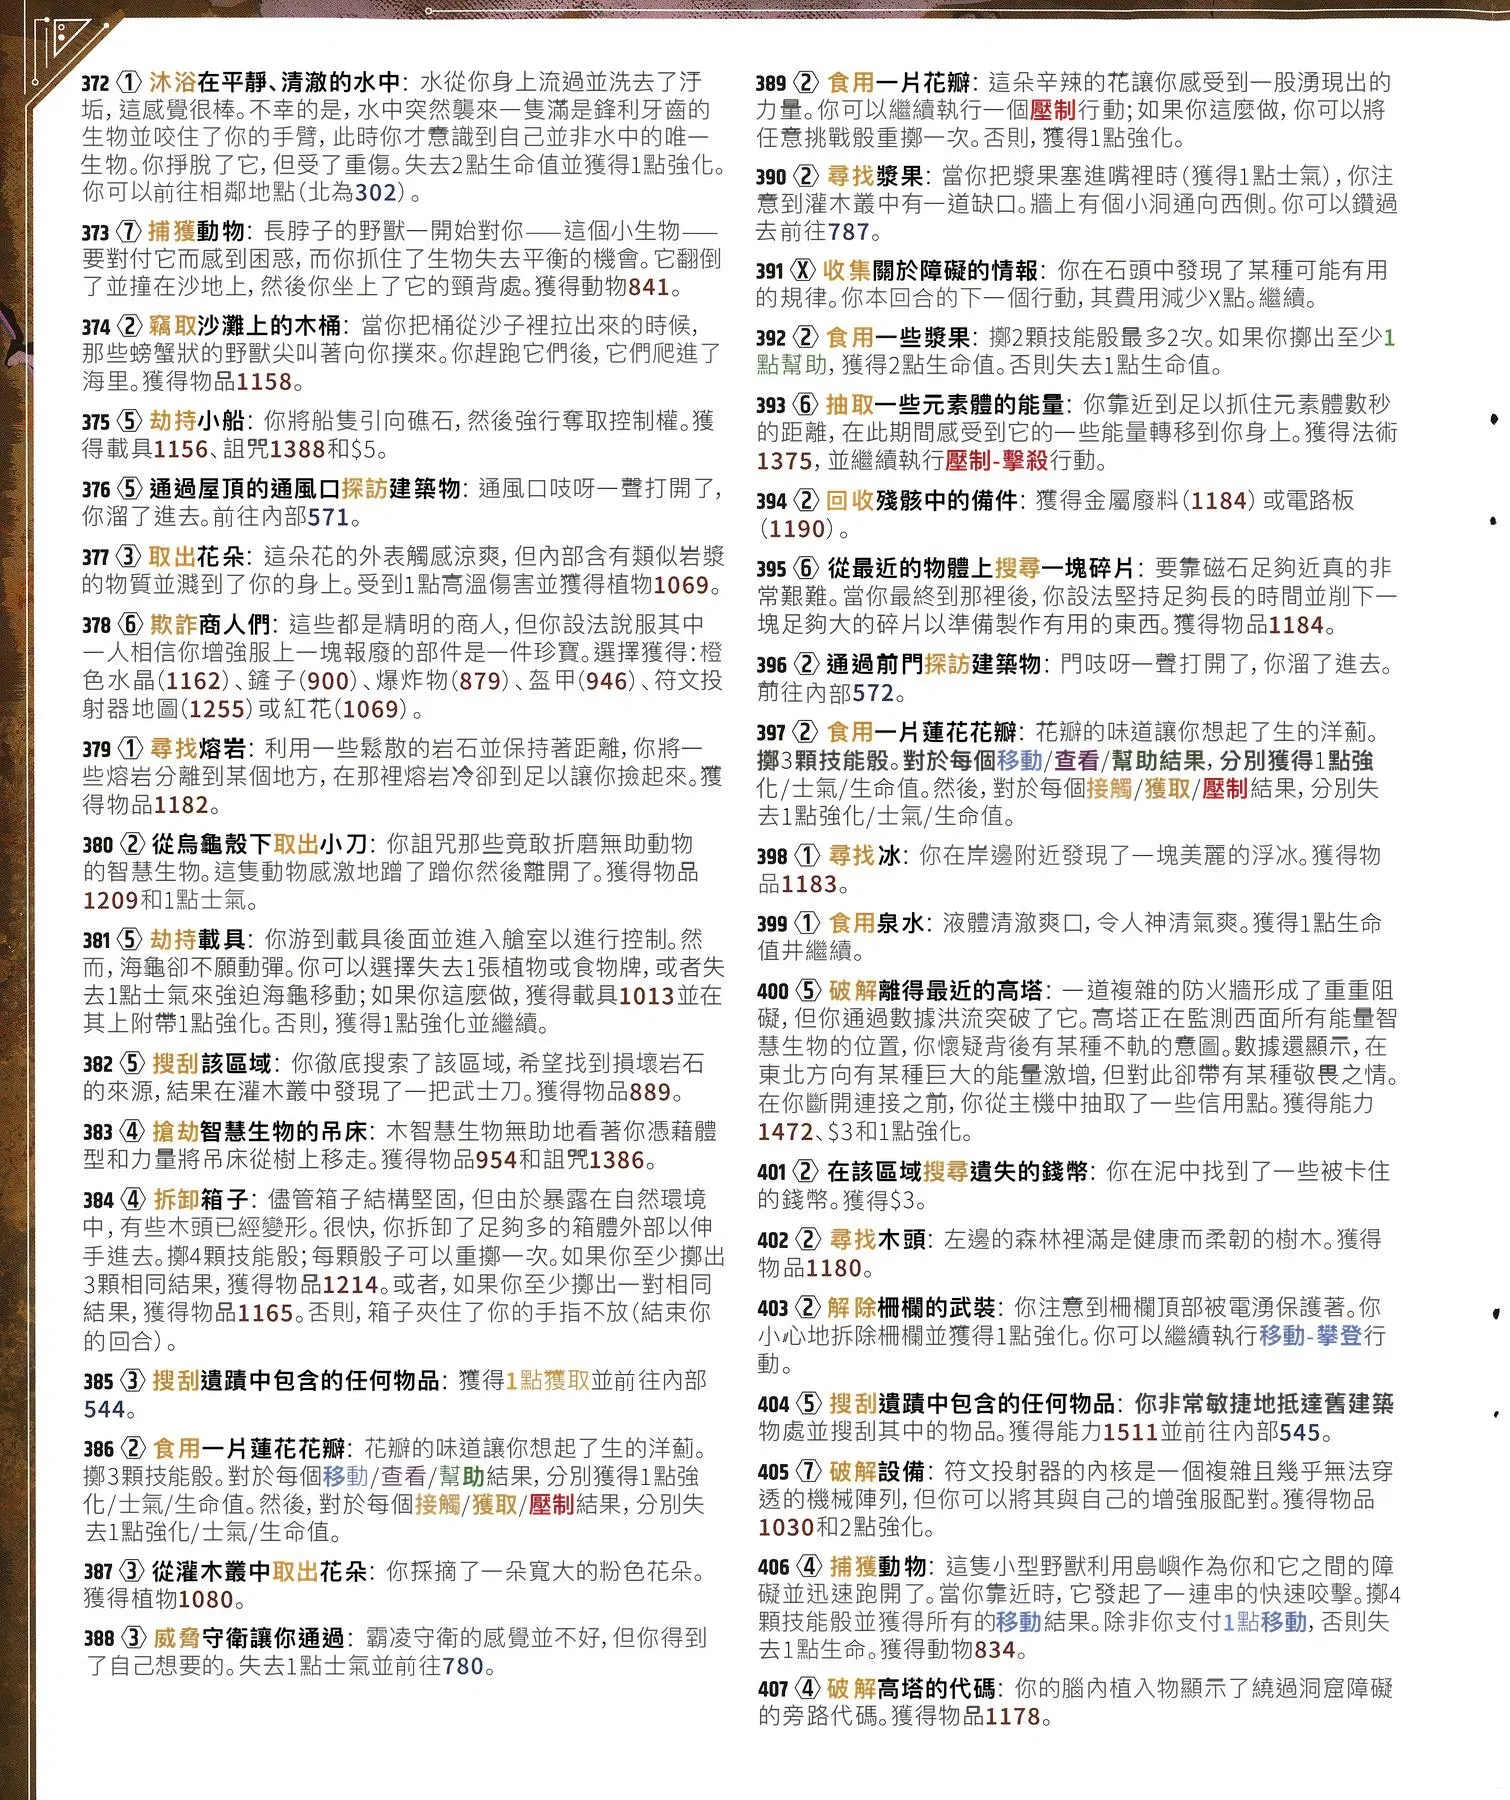 372 ① 沐浴在平靜、清澈的水中：水從你身上流過並洗去了汙
垢，這感覺很棒。不幸的是，水中突然襲來一隻滿是鋒利牙齒的
生物並咬住了你的手臂，此時你才意識到自己並非水中的唯一
生物。你掙脫了它，但受了重傷。失去2點生命值並獲得1點強化。
你可以前往相鄰地點（北為302）。
373 ⑦ 捕獲動物：長脖子的野獸一開始對你——這個小生物——
要對付它而感到困惑，而你抓住了生物失去平衡的機會。它翻倒
了並撞在沙地上，然後你坐上了它的頸背處。獲得動物841。
374 ② 竊取沙灘上的木桶：當你把桶從沙子裡拉出來的時候，
那些螃蟹狀的野獸尖叫著向你撲來。你趕跑它們後，它們爬進了
海里。獲得物品1158。
375 ⑤ 劫持小船：你將船隻引向礁石，然後強行奪取控制權。獲
得載具1156、詛咒1388和$5。
376 ⑤ 通過屋頂的通風口探訪建築物：通風口吱呀一聲打開了，
你溜了進去。前往內部571。
377 ③ 取出花朵：這朵花的外表觸感涼爽，但內部含有類似岩漿
的物質並濺到了你的身上。受到1點高溫傷害並獲得植物1069。
378 ⑥ 欺詐商人們：這些都是精明的商人，但你設法說服其中
一人相信你增強服上一塊報廢的部件是一件珍寶。選擇獲得：橙
色水晶（1162）、鏟子（900）、爆炸物（879）、盔甲（946）、符文投
射器地圖（1255）或紅花（1069）。
379 ① 尋找熔岩：利用一些鬆散的岩石並保持著距離，你將一
些熔岩分離到某個地方，在那裡熔岩冷卻到足以讓你撿起來。獲
得物品1182。
380 ② 從烏龜殼下取出小刀：你詛咒那些竟敢折磨無助動物
的智慧生物。這隻動物感激地蹭了蹭你然後離開了。獲得物品
1209和1點士氣。
381 ⑤ 劫持載具：你游到載具後面並進入艙室以進行控制。然
而，海龜卻不願動彈。你可以選擇失去1張植物或食物牌，或者失
去1點士氣來強迫海龜移動；如果你這麼做，獲得載具1013並在
其上附帶1點強化。否則，獲得1點強化並繼續。
382 ⑤ 搜刮該區域：你徹底搜索了該區域，希望找到損壞岩石
的來源，結果在灌木叢中發現了一把武士刀。獲得物品889。
383 ④ 搶劫智慧生物的吊床：木智慧生物無助地看著你憑藉體
型和力量將吊床從樹上移走。獲得物品954和詛咒1386。
384 ④ 拆卸箱子：儘管箱子結構堅固，但由於暴露在自然環境
中，有些木頭已經變形。很快，你拆卸了足夠多的箱體外部以伸
手進去。擲4顆技能骰；每顆骰子可以重擲一次。如果你至少擲出
3顆相同結果，獲得物品1214。或者，如果你至少擲出一對相同
結果，獲得物品1165。否則，箱子夾住了你的手指不放（結束你
的回合）。
385 ③ 搜刮遺蹟中包含的任何物品：獲得1點獲取並前往內部
544。
386 ② 食用一片蓮花花瓣：花瓣的味道讓你想起了生的洋薊。
擲3顆技能骰。對於每個移動/查看/幫助結果，分別獲得1點強
化/士氣/生命值。然後，對於每個接觸/獲取/壓制結果，分別失
去1點強化/士氣/生命值。
387 ③ 從灌木叢中取出花朵：你採摘了一朵寬大的粉色花朵。
獲得植物1080。
388 ③ 威脅守衛讓你通過：霸凌守衛的感覺並不好，但你得到
了自己想要的。失去1點士氣並前往780。
389 ② 食用一片花瓣：這朵辛辣的花讓你感受到一股湧現出的
力量。你可以繼續執行一個壓制行動；如果你這麼做，你可以將
任意挑戰骰重擲一次。否則，獲得1點強化。
390 ② 尋找漿果：當你把漿果塞進嘴裡時（獲得1點士氣），你注
意到灌木叢中有一道缺口。牆上有個小洞通向西側。你可以鑽過
去前往787。
391 Ⓧ 收集關於障礙的情報：你在石頭中發現了某種可能有用
的規律。你本回合的下一個行動，其費用減少X點。繼續。
392 ② 食用一些漿果：擲2顆技能骰最多2次。如果你擲出至少1
點幫助，獲得2點生命值。否則失去1點生命值。
393 ⑥ 抽取一些元素體的能量：你靠近到足以抓住元素體數秒
的距離，在此期間感受到它的一些能量轉移到你身上。獲得法術
1375，並繼續執行壓制-擊殺行動。
394 ② 回收殘骸中的備件：獲得金屬廢料（1184）或電路板
（1190）。
395 ⑥ 從最近的物體上搜尋一塊碎片：要靠磁石足夠近真的非
常艱難。當你最終到那裡後，你設法堅持足夠長的時間並削下一
塊足夠大的碎片以準備製作有用的東西。獲得物品1184。
396 ② 通過前門探訪建築物：門吱呀一聲打開了，你溜了進去。
前往內部572。
397 ② 食用一片蓮花花瓣：花瓣的味道讓你想起了生的洋薊。
擲3顆技能骰。對於每個移動/查看/幫助結果，分別獲得1點強
化/士氣/生命值。然後，對於每個接觸/獲取/壓制結果，分別失
去1點強化/士氣/生命值。
398 ① 尋找冰：你在岸邊附近發現了一塊美麗的浮冰。獲得物
品1183。
399 ① 食用泉水：液體清澈爽口，令人神清氣爽。獲得1點生命
值井繼續。
400 ⑤ 破解離得最近的高塔：一道複雜的防火牆形成了重重阻
礙，但你通過數據洪流突破了它。高塔正在監測西面所有能量智
慧生物的位置，你懷疑背後有某種不軌的意圖。數據還顯示，在
東北方向有某種巨大的能量激增，但對此卻帶有某種敬畏之情。
在你斷開連接之前，你從主機中抽取了一些信用點。獲得能力
1472、$3和1點強化。
401 ② 在該區域搜尋遺失的錢幣：你在泥中找到了一些被卡住
的錢幣。獲得$3。
402 ② 尋找木頭：左邊的森林裡滿是健康而柔韌的樹木。獲得
物品1180。
403 ② 解除柵欄的武裝：你注意到柵欄頂部被電湧保護著。你
小心地拆除柵欄並獲得1點強化。你可以繼續執行移動-攀登行
動。
404 ⑤ 搜刮遺蹟中包含的任何物品：你非常敏捷地抵達舊建築
物處並搜刮其中的物品。獲得能力1511並前往內部545。
405 ⑦ 破解設備：符文投射器的內核是一個複雜且幾乎無法穿
透的機械陣列，但你可以將其與自己的增強服配對。獲得物品
1030和2點強化。
406 ④ 捕獲動物：這隻小型野獸利用島嶼作為你和它之間的障
礙並迅速跑開了。當你靠近時，它發起了一連串的快速咬擊。擲4
顆技能骰並獲得所有的移動結果。除非你支付1點移動，否則失
去1點生命。獲得動物834。
407 ④ 破解高塔的代碼：你的腦內植入物顯示了繞過洞窟障礙
的旁路代碼。獲得物品1178。